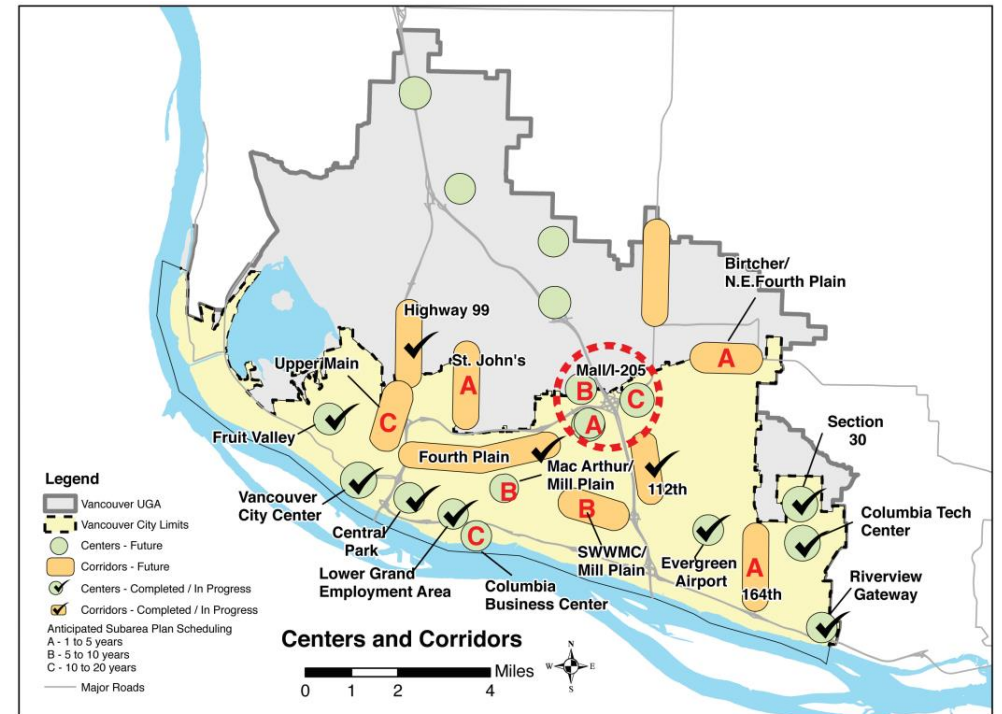 Birtcher/
N.E.Fourth Plain
Highway 99
Upper Main
St. John's
Mall/I-205
A
B
C
A
C
A
Section
30
Fruit Valley
Fourth Plain
Mac Arthur/
Mill Plain
B
112th
Vancouver
City Center
Central
Park
B
Columbia Tech
Center
Lower Grand
Employment Area
C
Columbia
Business Center
SWWMC/
Mill Plain
Evergreen
Airport
A
164th
Riverview
Gateway
Legend
Vancouver UGA
Vancouver City Limits
Centers - Future
Corridors - Future
Centers - Completed / In Progress
Corridors - Completed / In Progress
Anticipated Subarea Plan Scheduling
A - 1 to 5 years
B - 5 to 10 years
C - 10 to 20 years
Major Roads
Centers and Corridors
Miles
0 1 2 4
N
W E
S